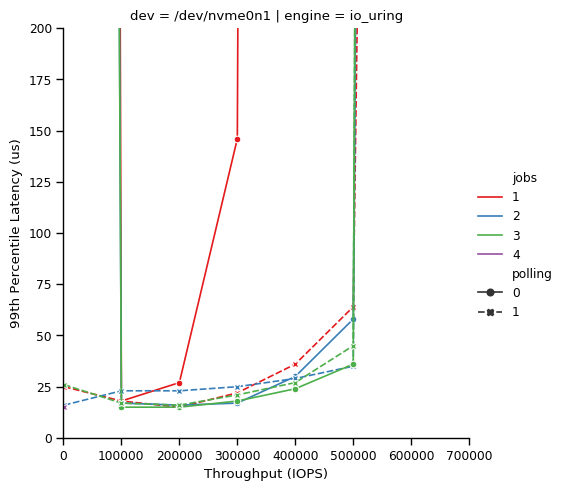 dev = /dev/nvme0n1 | engine = io_uring
200
175
150
125
100
75
50
25
0
99th Percentile Latency (us)
0 100000 200000 300000 400000 500000 600000 700000
Throughput (IOPS)
jobs
1
2
3
4
polling
0
1